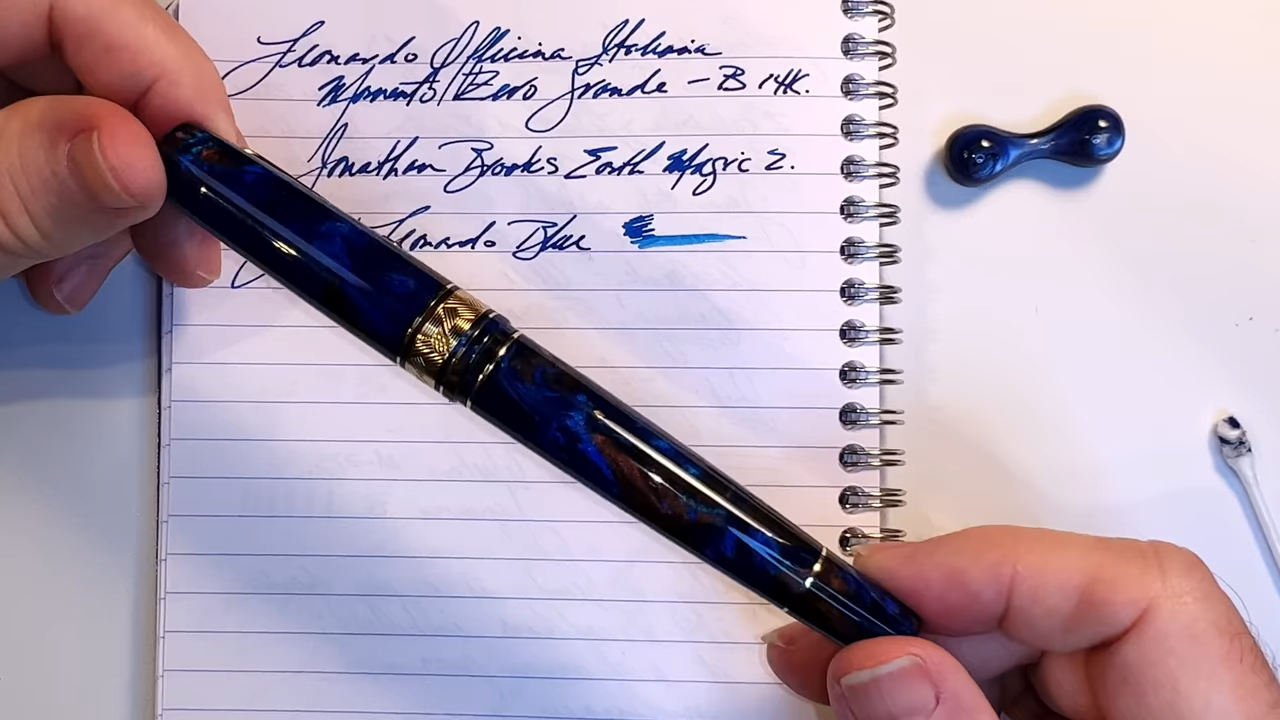 Leonardo Officina Italiana
Momento Zero Grande - B 14K.
Jonathan Brooks Earth Magic 2.
Leonardo Blue